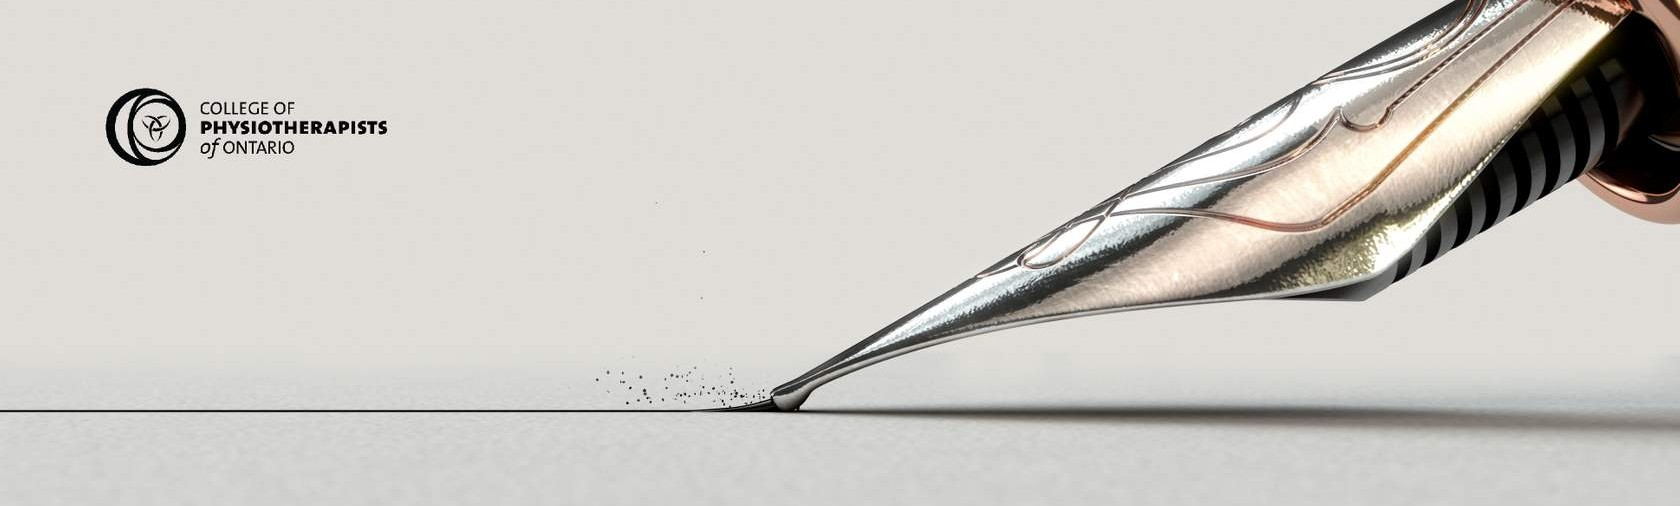 COLLEGE OF
PHYSIOTHERAPISTS
of ONTARIO